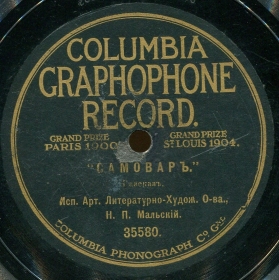 COLUMBIA
GRAPHOPHONE
RECORD.
GRAND PRIZE
PARIS 1900
GRAND PRIZE
ST LOUIS 1904.
"САМОВАРЪ."
Исп. Арт. Литературно-Худож. О-ва.,
Н. П. Мальскій.
35580.
COLUMBIA PHONOGRAPH Co Gen'l